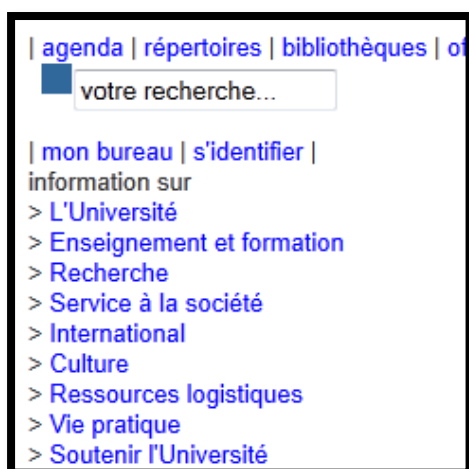 | agenda | répertoires | bibliothèques |
votre recherche...
| mon bureau | s'identifier |
information sur
> L'Université
> Enseignement et formation
> Recherche
> Service à la société
> International
> Culture
> Ressources logistiques
> Vie pratique
> Soutenir l'Université